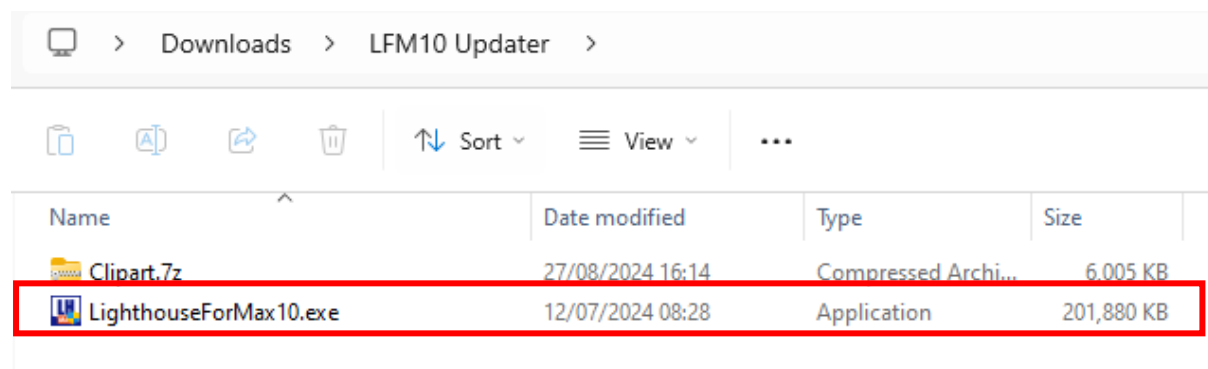 > Downloads > LFM10 Updater >
Sort View ...
Name Date modified Type Size
Clipart.7z 27/08/2024 16:14 Compressed Archi... 6,005 KB
LighthouseForMax10.exe 12/07/2024 08:28 Application 201,880 KB